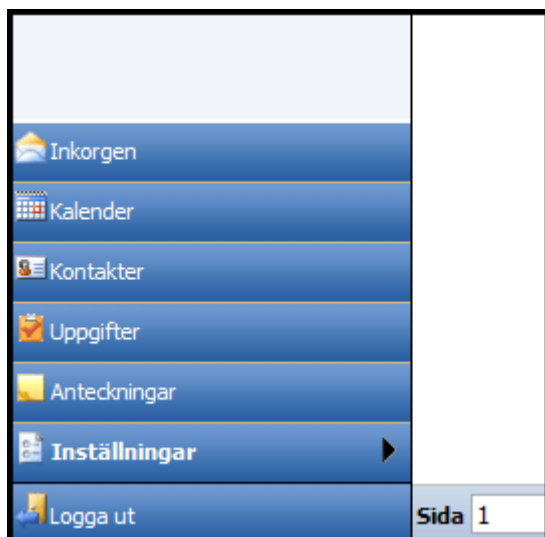 Inkorgen
Kalender
Kontakter
Uppgifter
Anteckningar
Inställningar
Logga ut
Sida 1